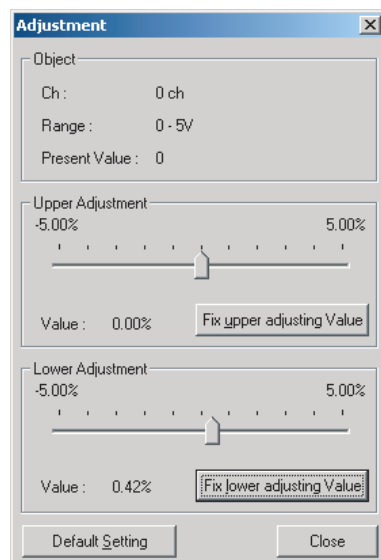 Adjustment
Object
Ch : 0 ch
Range : 0 - 5V
Present Value : 0
Upper Adjustment
-5.00% 5.00%
Value : 0.00% Fix upper adjusting Value
Lower Adjustment
-5.00% 5.00%
Value : 0.42% Fix lower adjusting Value
Default Setting Close